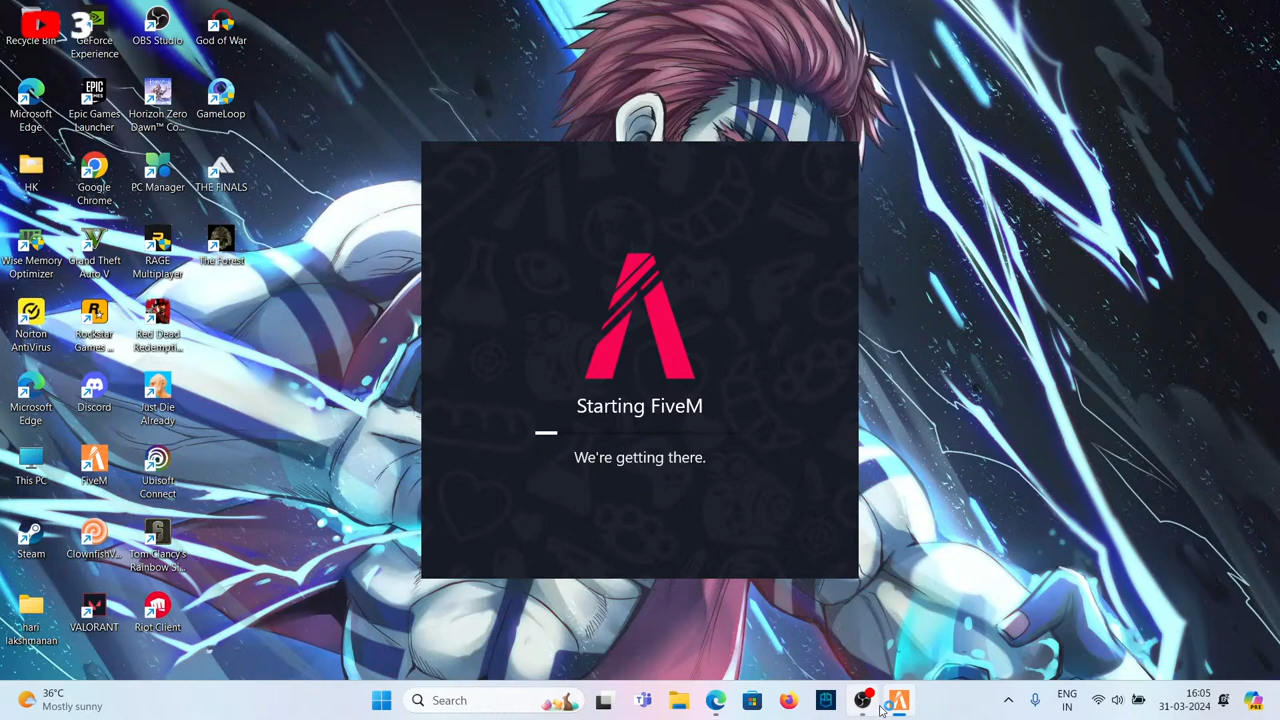 3
Recycle Bin
GeForce Experience
OBS Studio
God of War
Microsoft Edge
EPIC GAMES
Epic Games Launcher
Horizon Zero Dawn™ Co...
GameLoop
HK
Google Chrome
PC Manager
THE FINALS
Wise Memory Optimizer
Grand Theft Auto V
RAGE Multiplayer
The Forest
Norton AntiVirus
Rockstar Games ...
Red Dead Redempti...
Microsoft Edge
Discord
Just Die Already
This PC
FiveM
Ubisoft Connect
Steam
ClownfishV...
Tom Clancy's Rainbow Si...
hari lakshmanan
VALORANT
Riot Client
Starting FiveM
We're getting there.
36°C
Mostly sunny
Search
ENG
IN
16:05
31-03-2024
PRE